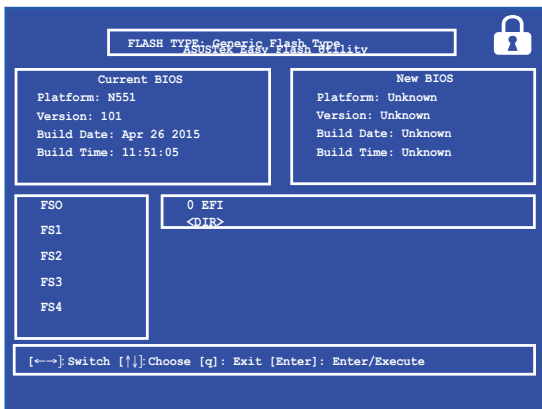 FLASH TYPE: Generic Flash Type
ASUSTek Easy Flash Utility
Current BIOS
Platform: N551
Version: 101
Build Date: Apr 26 2015
Build Time: 11:51:05
New BIOS
Platform: Unknown
Version: Unknown
Build Date: Unknown
Build Time: Unknown
FSO
FS1
FS2
FS3
FS4
0 EFI
<DIR>
[←→]: Switch [↑↓]: Choose [q]: Exit [Enter]: Enter/Execute